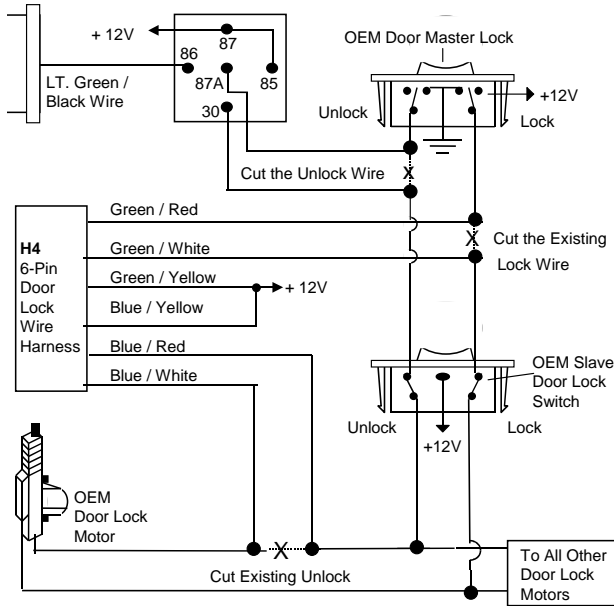 + 12V
87
86
87A
85
30
LT. Green /
Black Wire
OEM Door Master Lock
+12V
Unlock
Lock
X
Cut the Unlock Wire
Green / Red
H4
6-Pin
Door
Lock
Wire
Harness
Green / White
X
Cut the Existing
Lock Wire
Green / Yellow
+ 12V
Blue / Yellow
Blue / Red
Blue / White
OEM Slave
Door Lock
Switch
Unlock
Lock
+12V
OEM
Door Lock
Motor
X
Cut Existing Unlock
To All Other
Door Lock
Motors